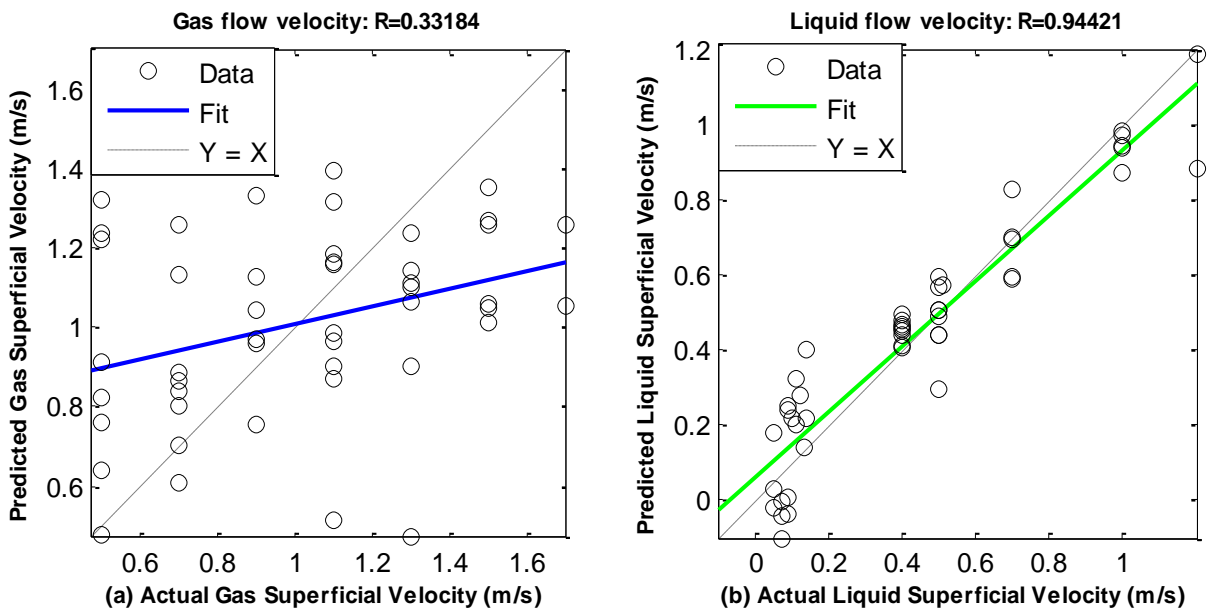 Gas flow velocity: R=0.33184
Data
Fit
Y = X
Predicted Gas Superficial Velocity (m/s)
1.6
1.4
1.2
1
0.8
0.6
0.6
0.8
1
1.2
1.4
1.6
(a) Actual Gas Superficial Velocity (m/s)
Liquid flow velocity: R=0.94421
Data
Fit
Y = X
Predicted Liquid Superficial Velocity (m/s)
1.2
1
0.8
0.6
0.4
0.2
0
0
0.2
0.4
0.6
0.8
1
(b) Actual Liquid Superficial Velocity (m/s)